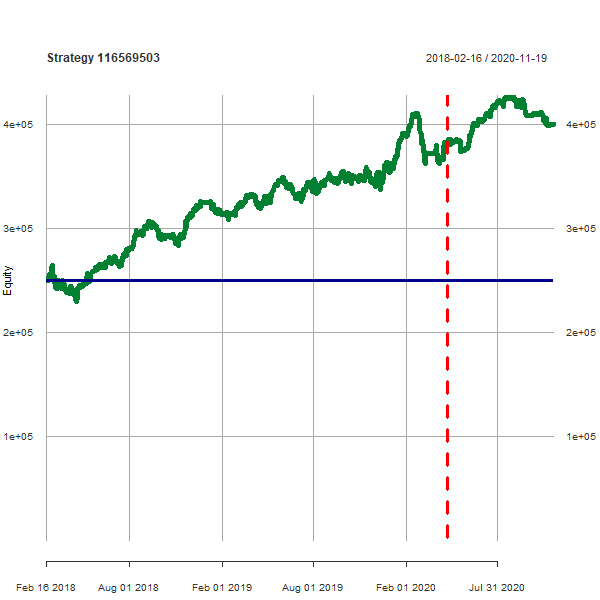 Strategy 116569503
2018-02-16 / 2020-11-19
4e+05
4e+05
3e+05
3e+05
Equity
2e+05
2e+05
1e+05
1e+05
Feb 16 2018
Aug 01 2018
Feb 01 2019
Aug 01 2019
Feb 01 2020
Jul 31 2020